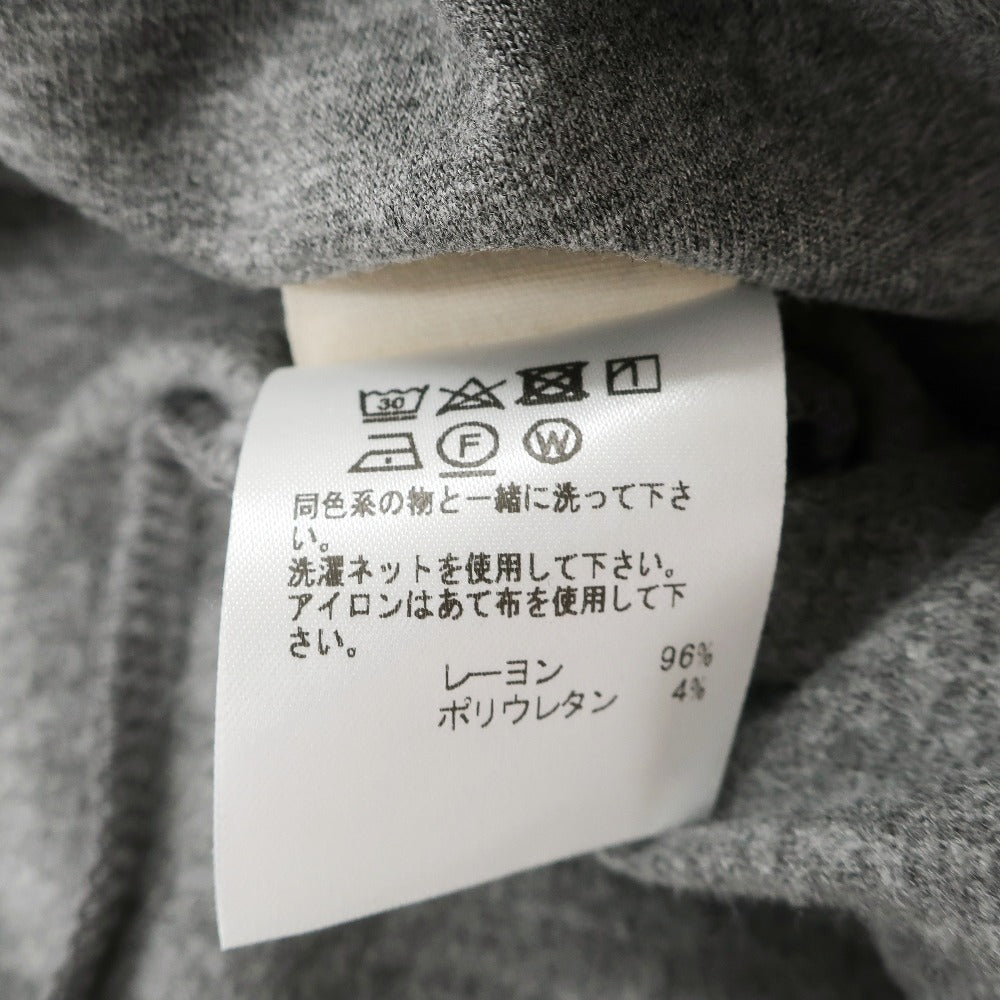 30
F W
同色系の物と一緒に洗って下さ
い。
洗濯ネットを使用して下さい。
アイロンはあて布を使用して下
さい。
レーヨン 96%
ポリウレタン 4%